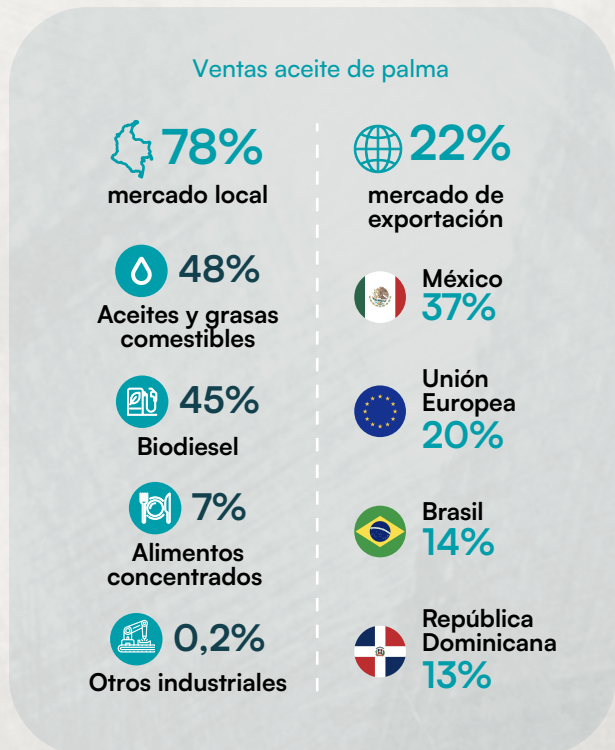 Ventas aceite de palma
78%
mercado local
48%
Aceites y grasas
comestibles
45%
Biodiesel
7%
Alimentos
concentrados
0,2%
Otros industriales
22%
mercado de
exportación
México
37%
Unión
Europea
20%
Brasil
14%
República
Dominicana
13%